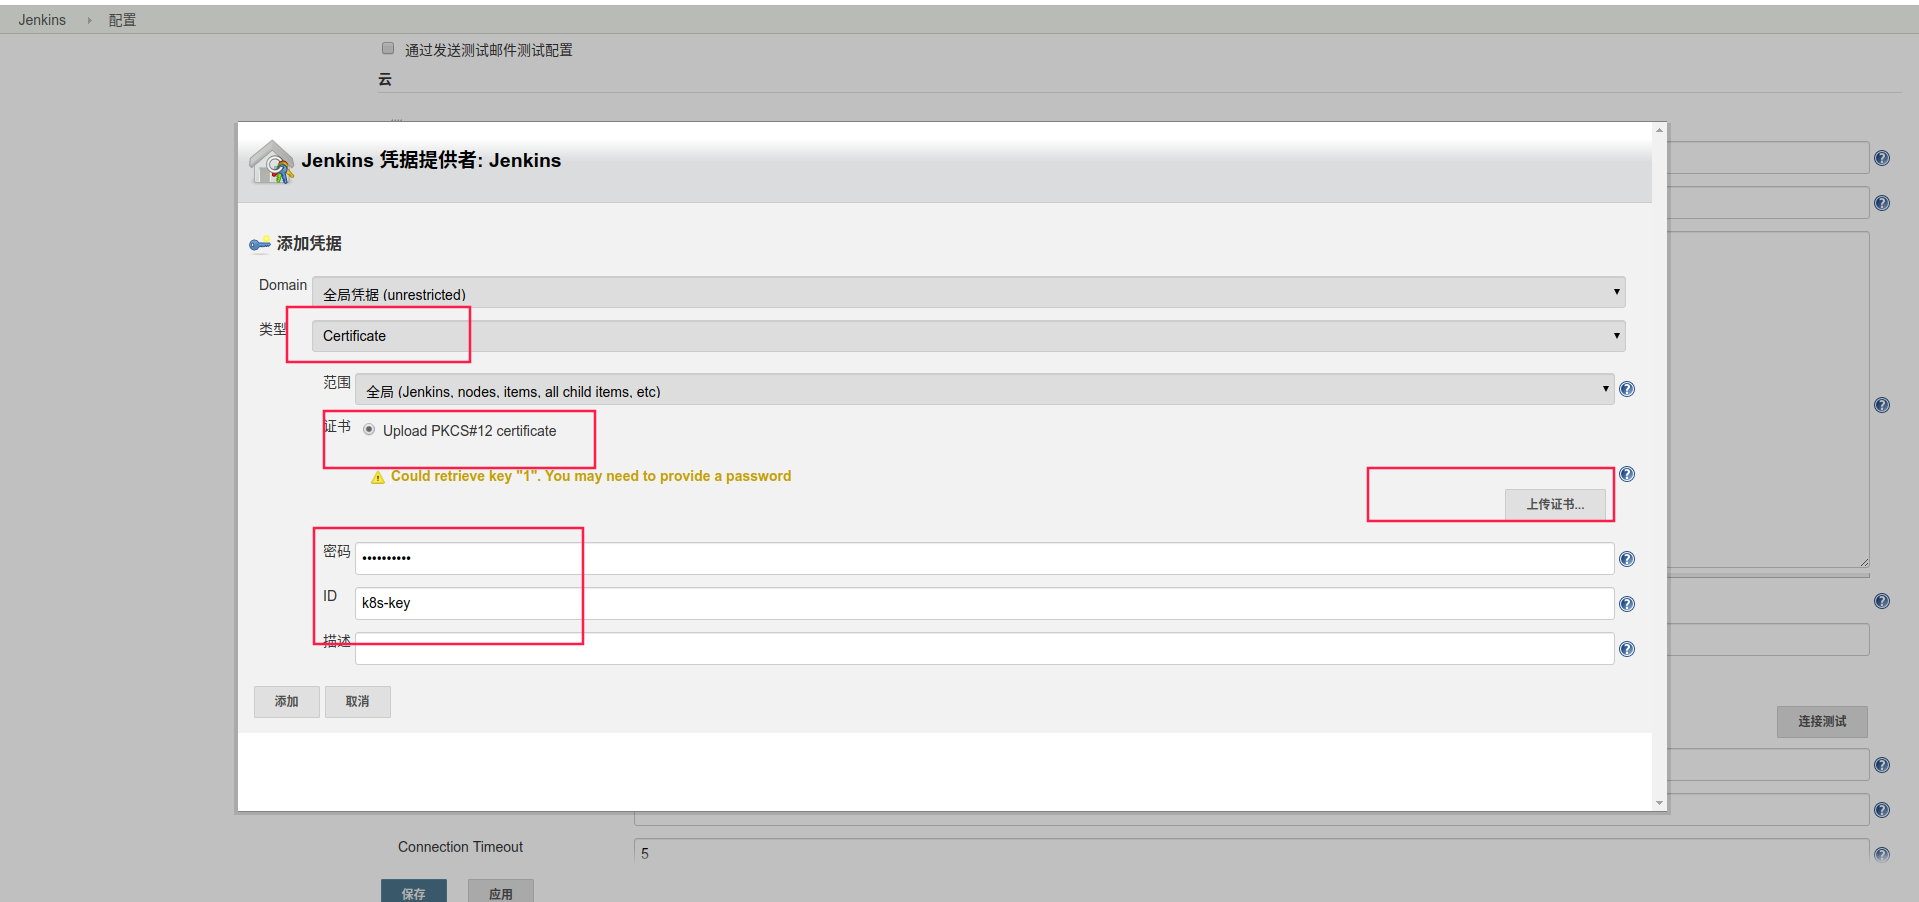 Jenkins 配置
通过发送测试邮件测试配置
云
Jenkins 凭据提供者: Jenkins
添加凭据
Domain 全局凭据 (unrestricted)
类型 Certificate
范围 全局 (Jenkins, nodes, items, all child items, etc)
证书 Upload PKCS#12 certificate
Could retrieve key "1". You may need to provide a password
上传证书...
密码 ••••••••••
ID k8s-key
描述
添加 取消
连接测试
Connection Timeout 5
保存 应用